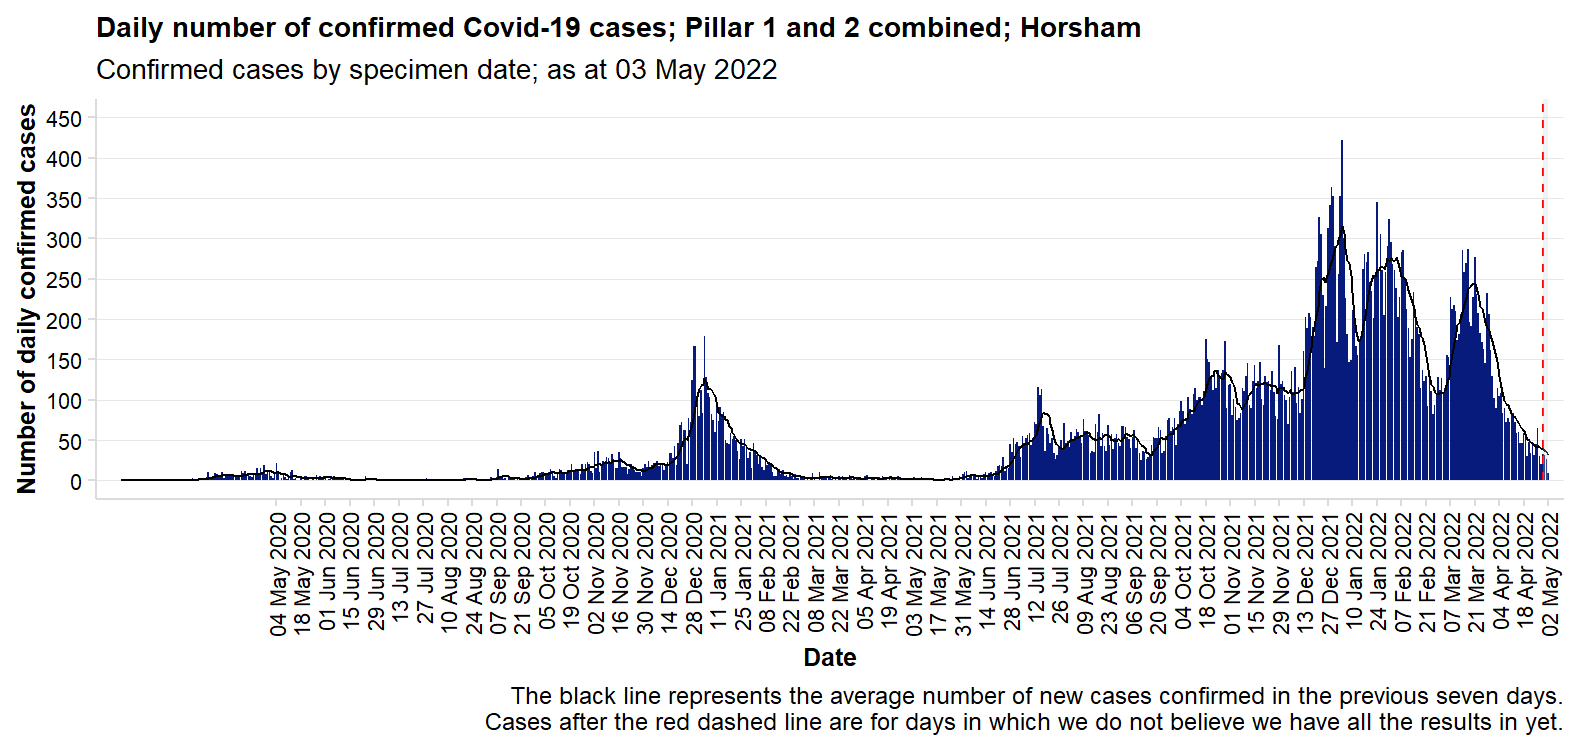 Daily number of confirmed Covid-19 cases; Pillar 1 and 2 combined; Horsham
Confirmed cases by specimen date; as at 03 May 2022
Number of daily confirmed cases
450
400
350
300
250
200
150
100
50
0
04 May 2020
18 May 2020
01 Jun 2020
15 Jun 2020
29 Jun 2020
13 Jul 2020
27 Jul 2020
10 Aug 2020
24 Aug 2020
07 Sep 2020
21 Sep 2020
05 Oct 2020
19 Oct 2020
02 Nov 2020
16 Nov 2020
30 Nov 2020
14 Dec 2020
28 Dec 2020
11 Jan 2021
25 Jan 2021
08 Feb 2021
22 Feb 2021
08 Mar 2021
22 Mar 2021
05 Apr 2021
19 Apr 2021
03 May 2021
17 May 2021
31 May 2021
14 Jun 2021
28 Jun 2021
12 Jul 2021
26 Jul 2021
09 Aug 2021
23 Aug 2021
06 Sep 2021
20 Sep 2021
04 Oct 2021
18 Oct 2021
01 Nov 2021
15 Nov 2021
29 Nov 2021
13 Dec 2021
27 Dec 2021
10 Jan 2022
24 Jan 2022
07 Feb 2022
21 Feb 2022
07 Mar 2022
21 Mar 2022
04 Apr 2022
18 Apr 2022
02 May 2022
Date
The black line represents the average number of new cases confirmed in the previous seven days.
Cases after the red dashed line are for days in which we do not believe we have all the results in yet.